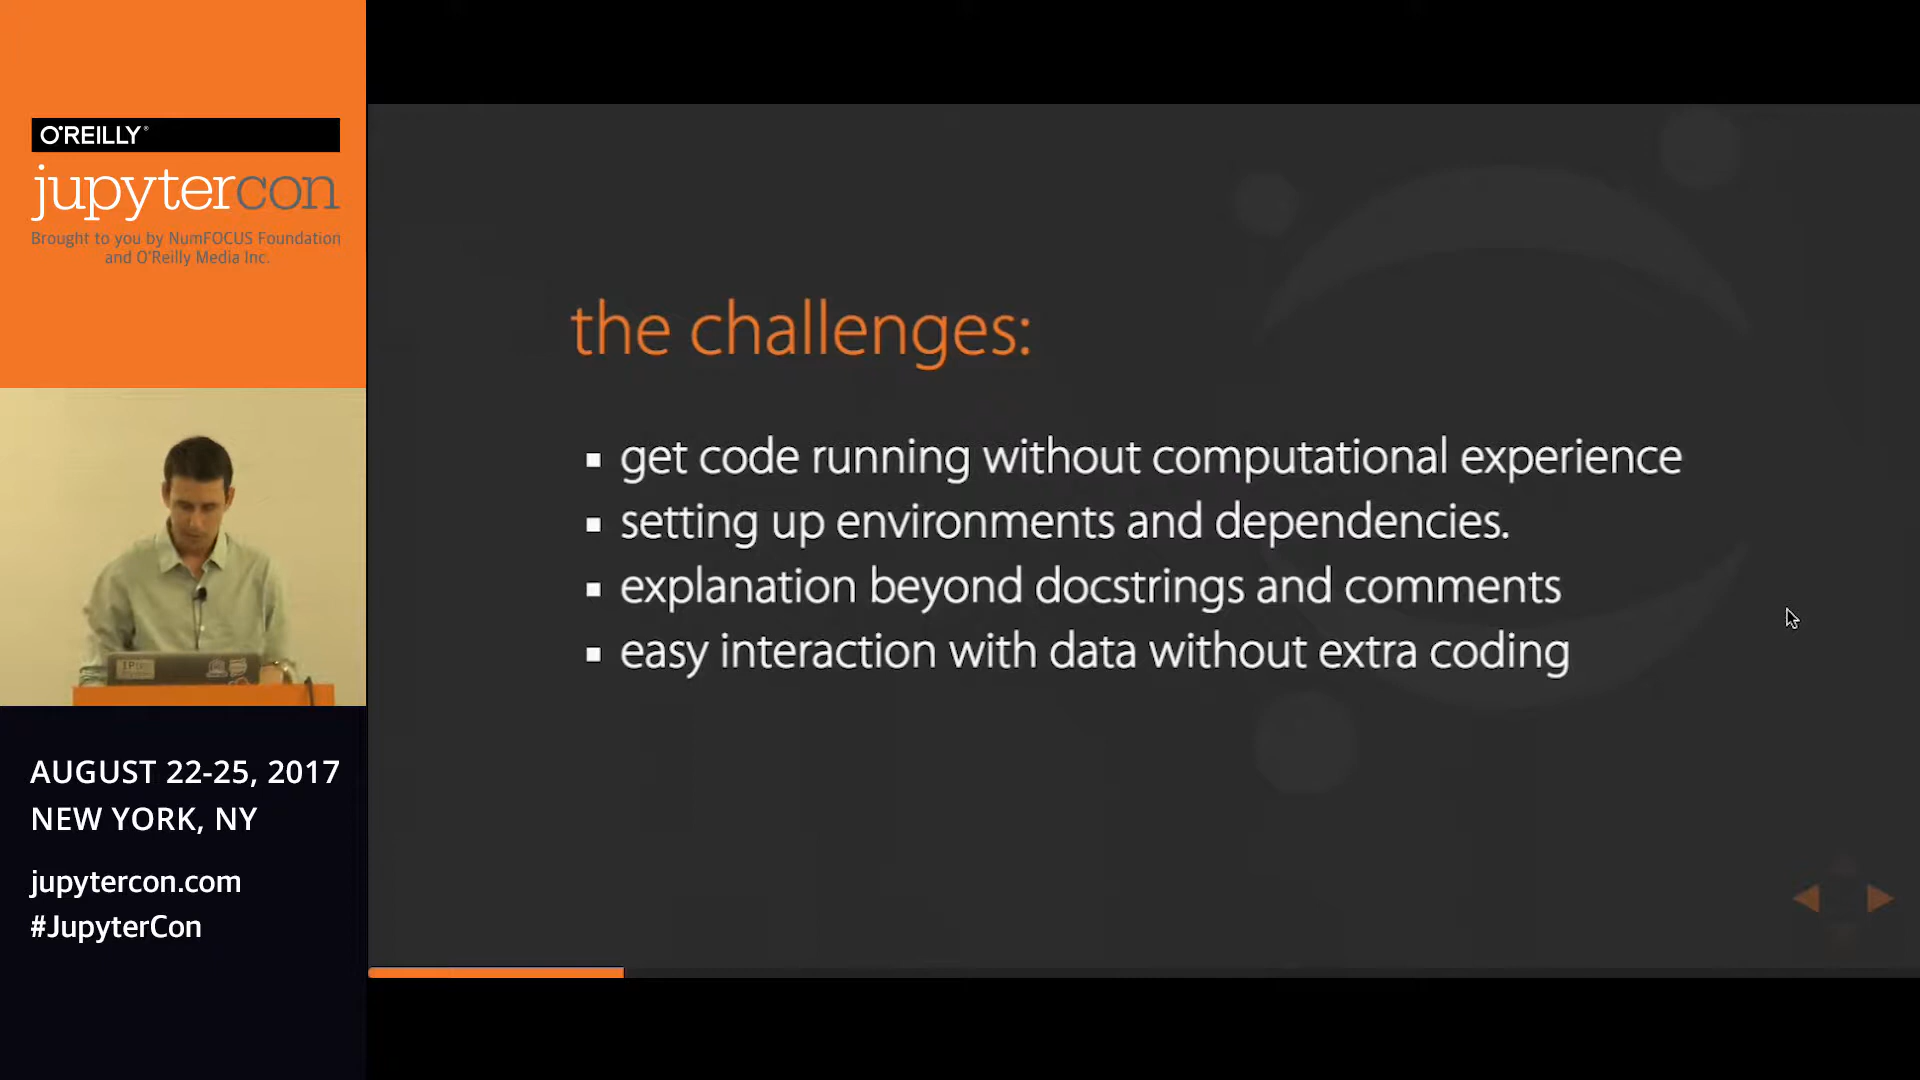 O'REILLY®
jupytercon
Brought to you by NumFOCUS Foundation
and O'Reilly Media Inc.
the challenges:
get code running without computational experience
setting up environments and dependencies.
explanation beyond docstrings and comments
easy interaction with data without extra coding
AUGUST 22-25, 2017
NEW YORK, NY
jupytercon.com
#JupyterCon